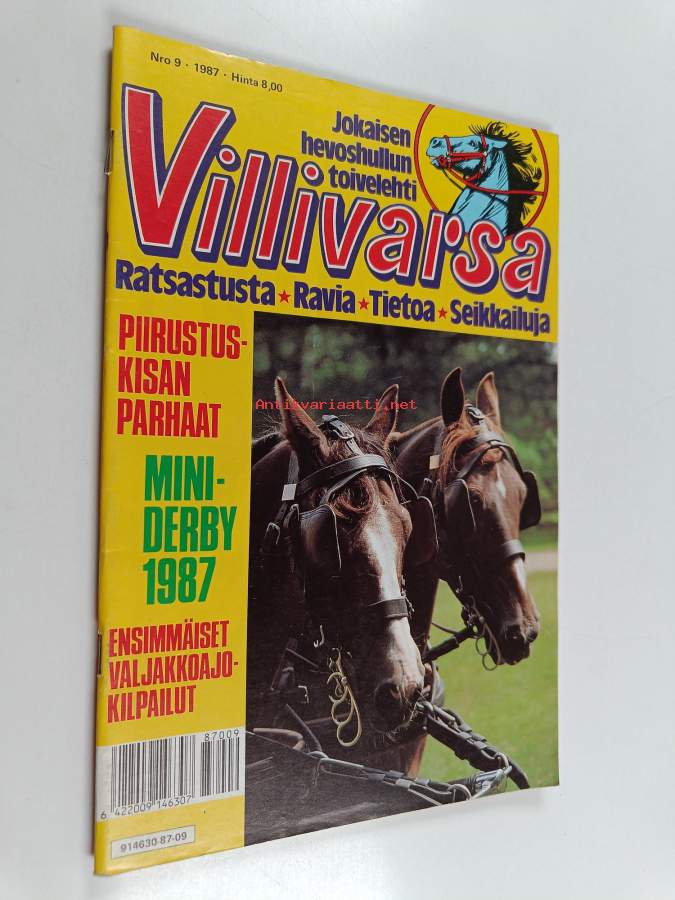 Nro 9 · 1987 · Hinta 8,00
Jokaisen
hevoshullun
toivelehti
Villivarsa
Ratsastusta ★ Ravia ★ Tietoa ★ Seikkailuja
PIIRUSTUS-
KISAN
PARHAAT
MINI-
DERBY
1987
ENSIMMÄISET
VALJAKKOAJO-
KILPAILUT
Antikvariaatti.net
87009
6 422009 146307
914630-87-09